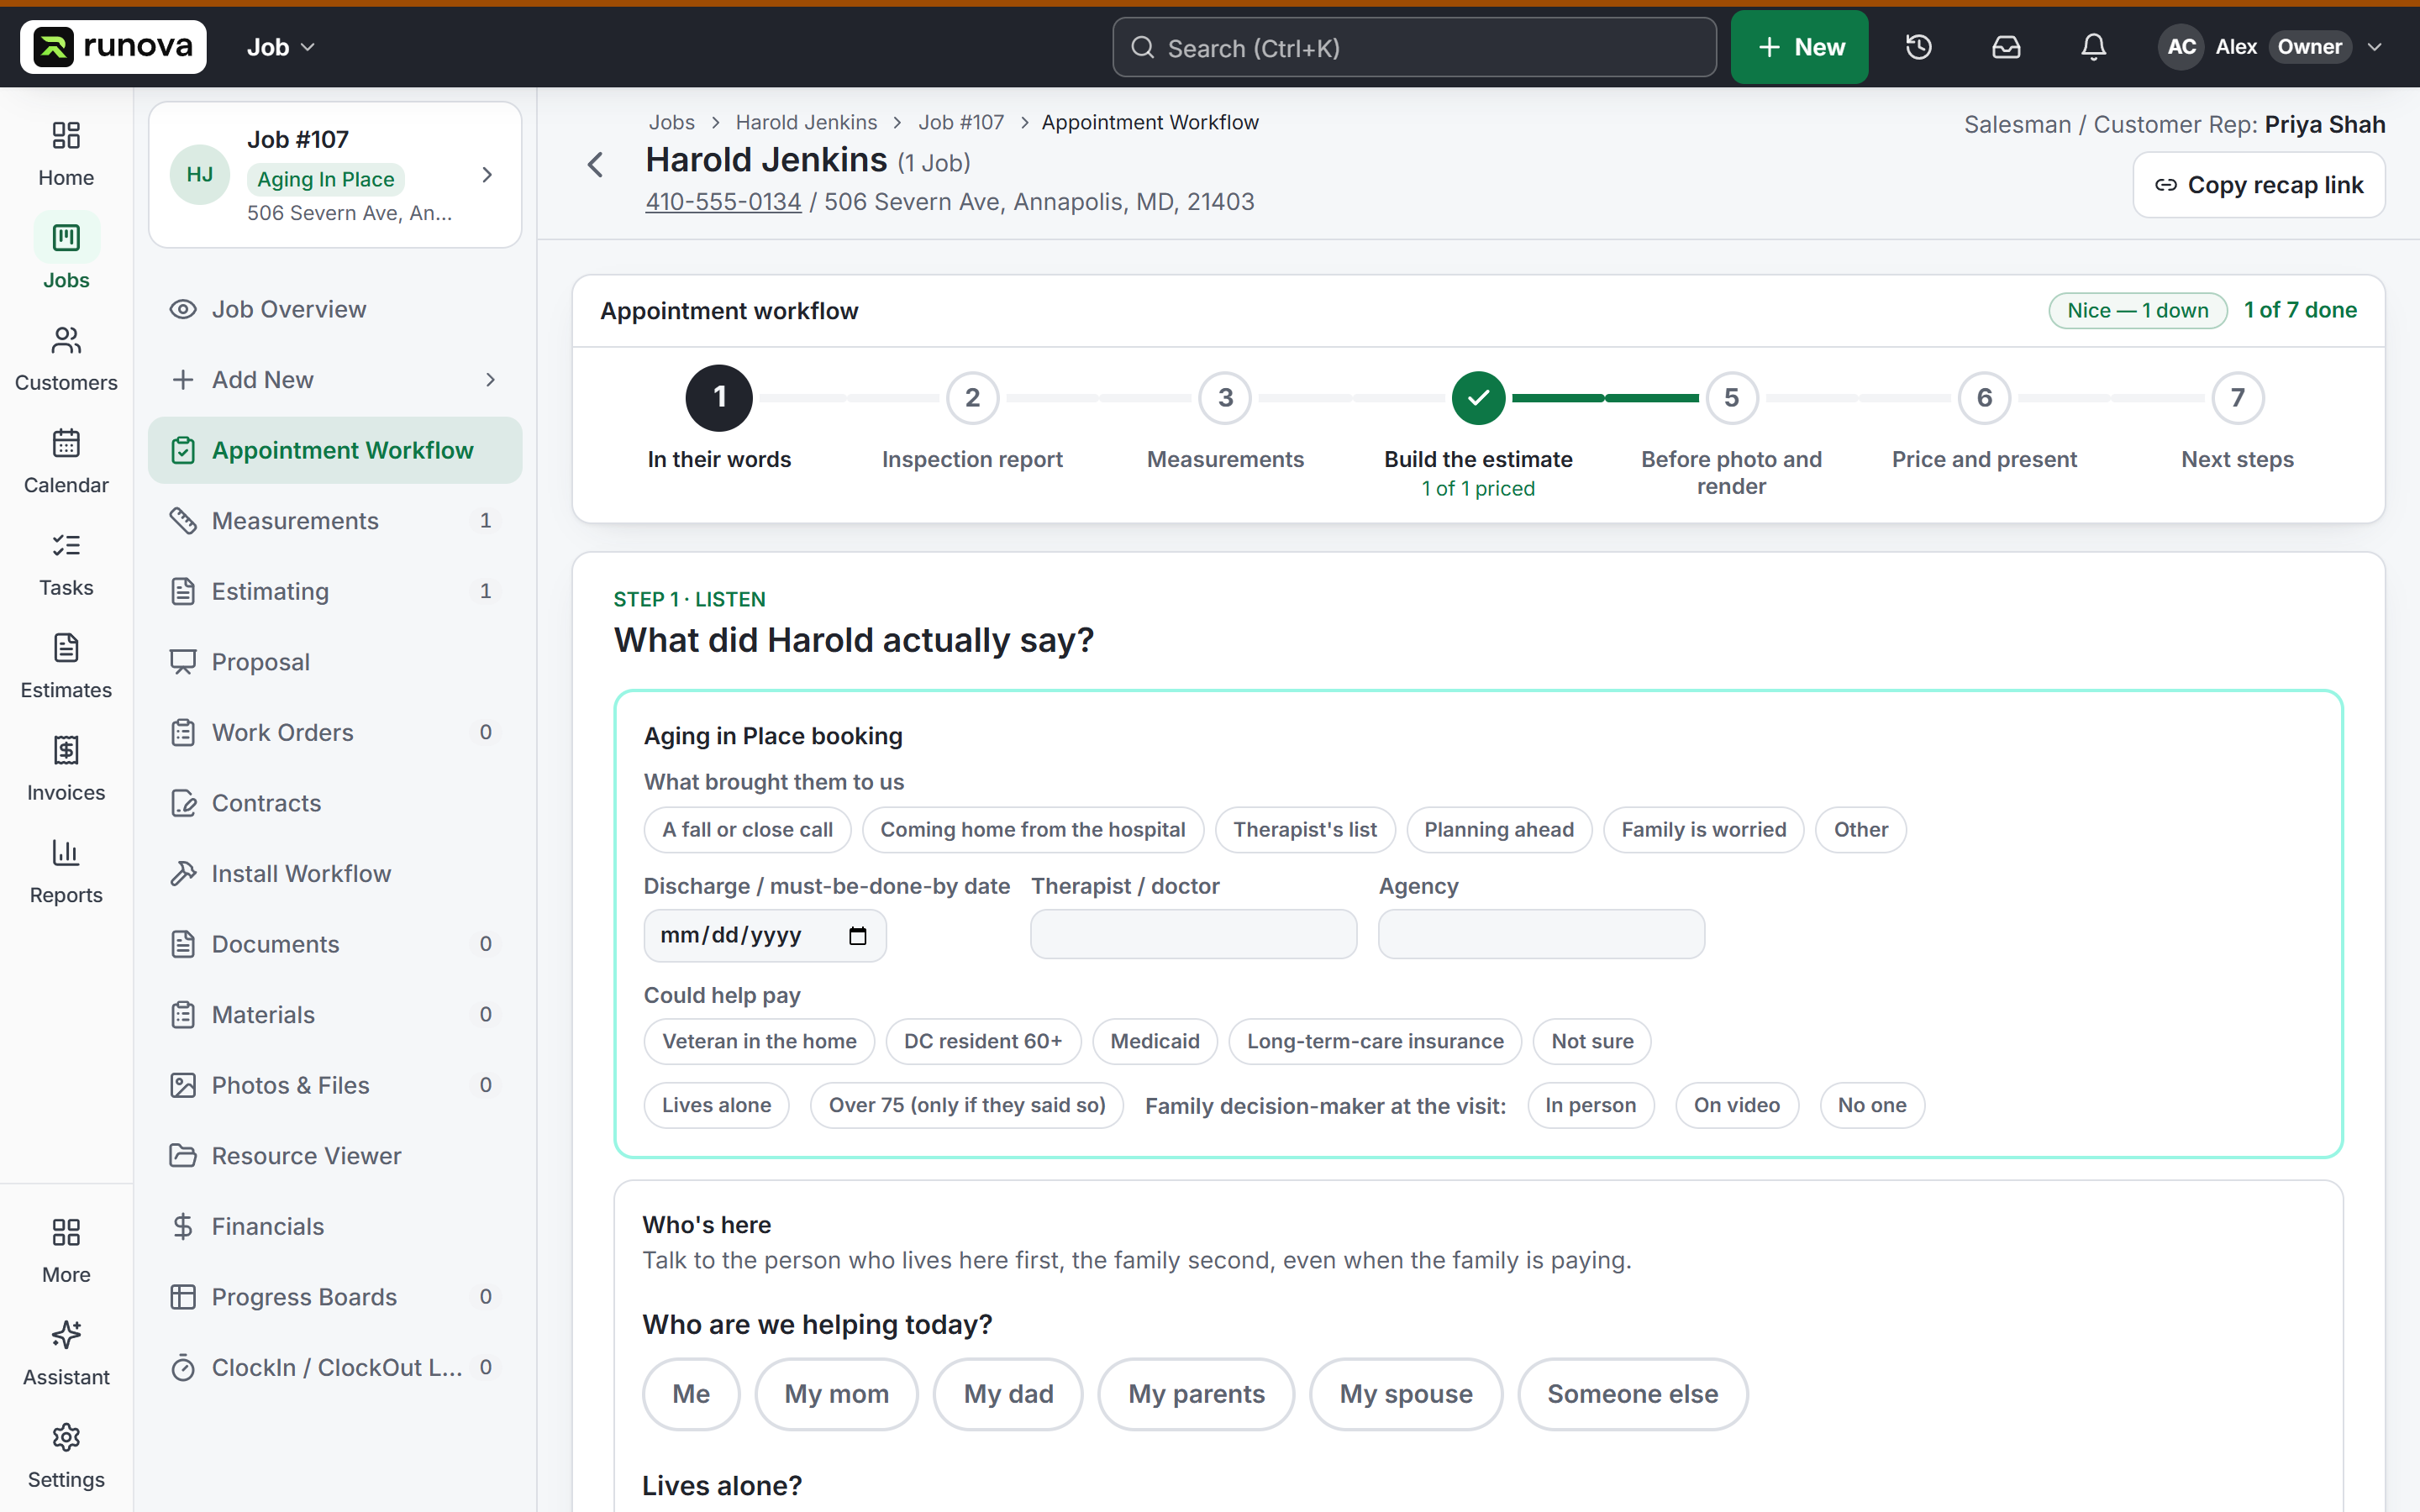 runova
Job
Search (Ctrl+K)
New
AC
Alex
Owner
Home
Jobs
Customers
Calendar
Tasks
Estimates
Invoices
Reports
More
Assistant
Settings
HJ
Job #107
Aging In Place
506 Severn Ave, An...
Job Overview
Add New
Appointment Workflow
Measurements 1
Estimating 1
Proposal
Work Orders 0
Contracts
Install Workflow
Documents 0
Materials 0
Photos & Files 0
Resource Viewer
Financials
Progress Boards 0
ClockIn / ClockOut L... 0
Jobs > Harold Jenkins > Job #107 > Appointment Workflow
Harold Jenkins (1 Job)
410-555-0134 / 506 Severn Ave, Annapolis, MD, 21403
Salesman / Customer Rep: Priya Shah
Copy recap link
Appointment workflow
Nice — 1 down
1 of 7 done
1
In their words
2
Inspection report
3
Measurements
Build the estimate
1 of 1 priced
5
Before photo and
render
6
Price and present
7
Next steps
STEP 1 · LISTEN
What did Harold actually say?
Aging in Place booking
What brought them to us
A fall or close call
Coming home from the hospital
Therapist's list
Planning ahead
Family is worried
Other
Discharge / must-be-done-by date
Therapist / doctor
Agency
mm/dd/yyyy
Could help pay
Veteran in the home
DC resident 60+
Medicaid
Long-term-care insurance
Not sure
Lives alone
Over 75 (only if they said so)
Family decision-maker at the visit:
In person
On video
No one
Who's here
Talk to the person who lives here first, the family second, even when the family is paying.
Who are we helping today?
Me
My mom
My dad
My parents
My spouse
Someone else
Lives alone?